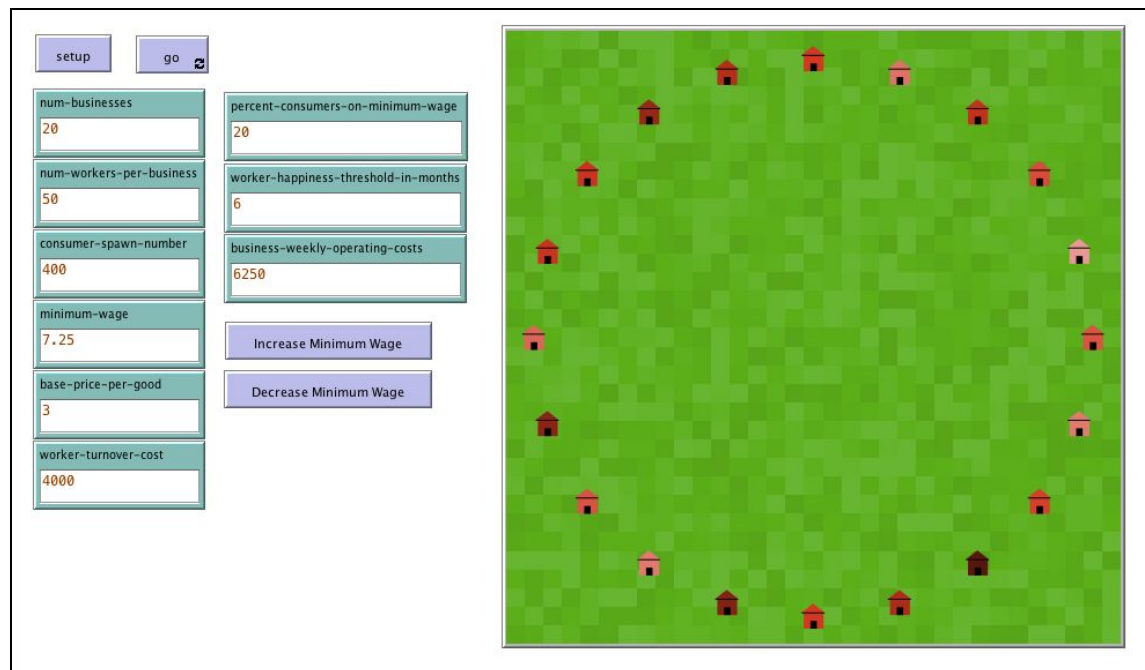 setup
go
num-businesses
20
num-workers-per-business
50
consumer-spawn-number
400
minimum-wage
7.25
base-price-per-good
3
worker-turnover-cost
4000
percent-consumers-on-minimum-wage
20
worker-happiness-threshold-in-months
6
business-weekly-operating-costs
6250
Increase Minimum Wage
Decrease Minimum Wage